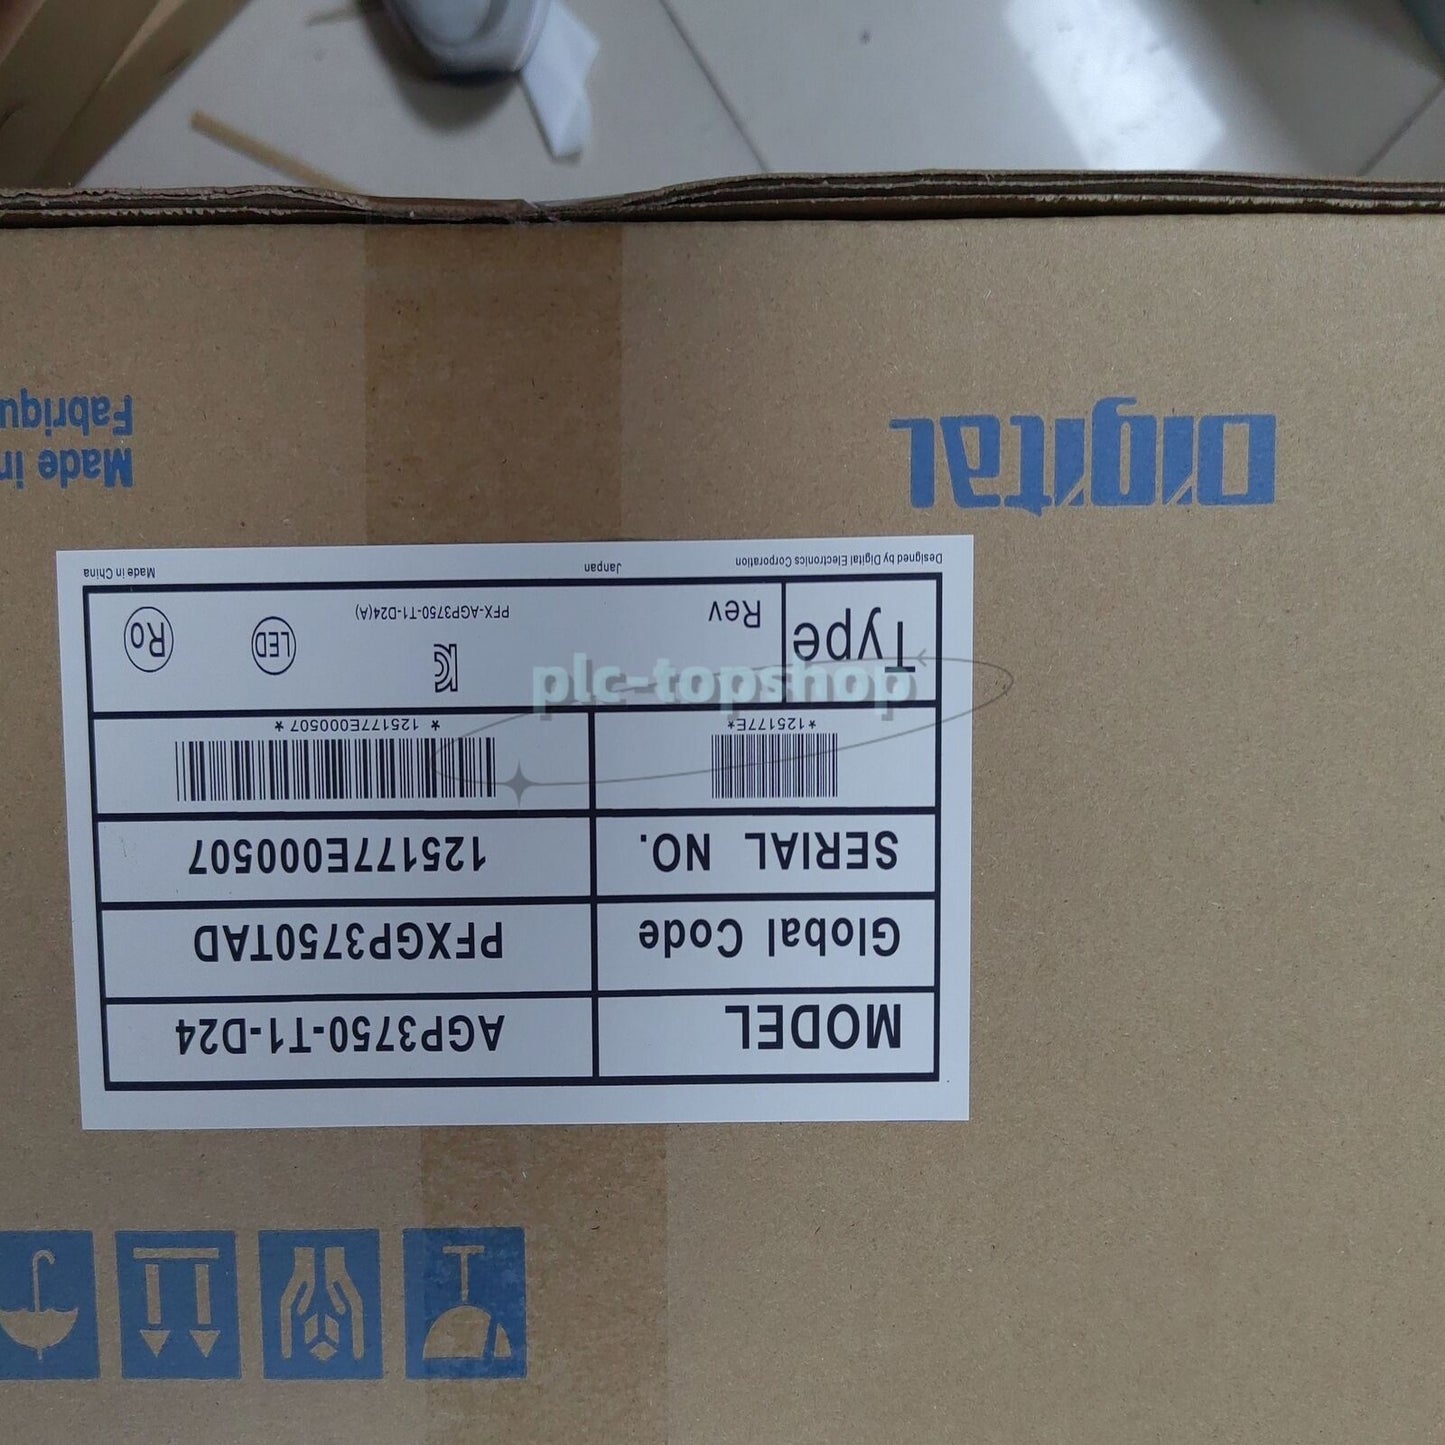 MODEL AGP3750-T1-D24
Global Code PFXGP3750TAD
SERIAL NO. 125177E000507
*125177E* * 125177E000507 *
Type Rev PFX-AGP3750-T1-D24(A) LED Ro
Designed by Digital Electronics Corporation Janpan Made in China
DIGITAL
Made in
Fabriqu
plc-topshop